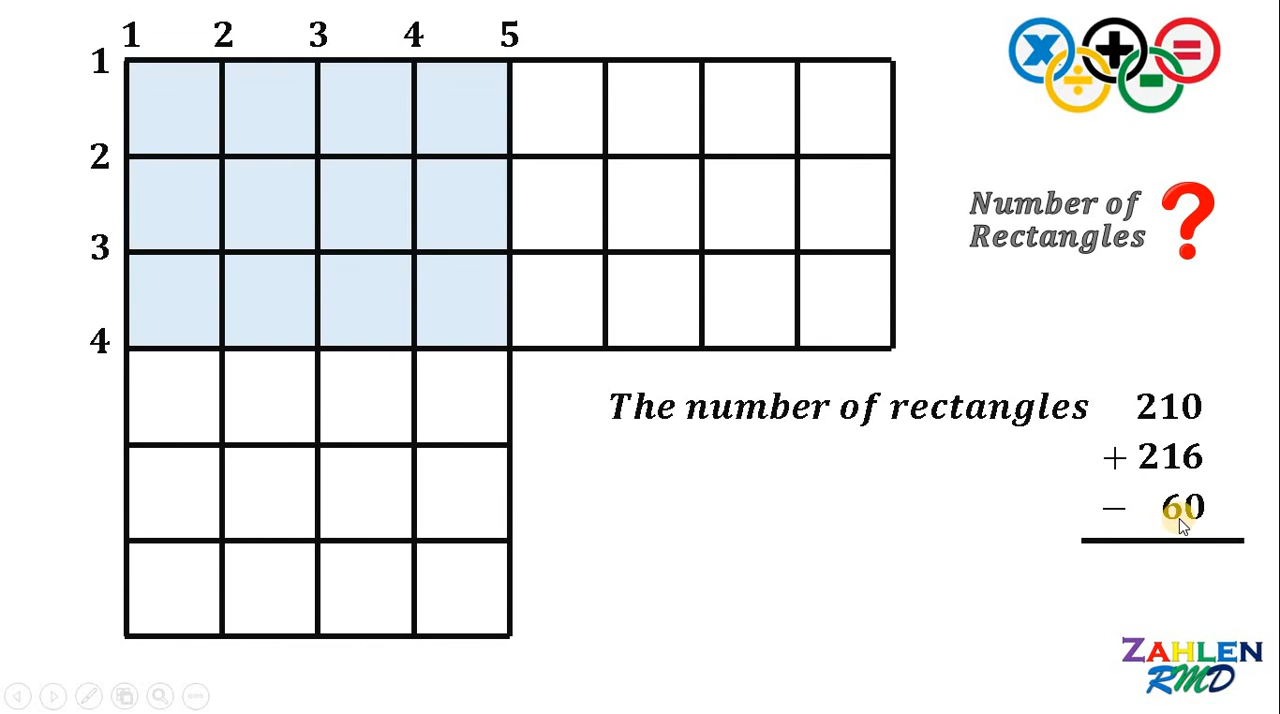 1 2 3 4 5
1
2
3
4
× + =
÷ -
Number of
Rectangles ?
The number of rectangles 210
+ 216
- 60
ZAHLEN
RMD